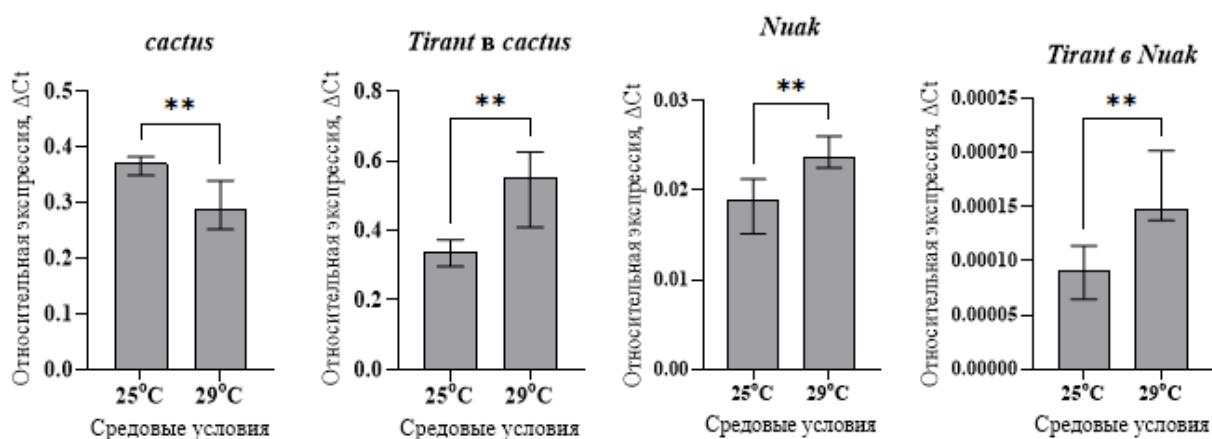 cactus
Относительная экспрессия, ΔCt
0.5
0.4
0.3
0.2
0.1
0.0
**
25°C 29°C
Средовые условия
Tirant в cactus
Относительная экспрессия, ΔCt
0.8
0.6
0.4
0.2
0.0
**
25°C 29°C
Средовые условия
Nuak
Относительная экспрессия, ΔCt
0.03
0.02
0.01
0.00
**
25°C 29°C
Средовые условия
Tirant в Nuak
Относительная экспрессия, ΔCt
0.00025
0.00020
0.00015
0.00010
0.00005
0.00000
**
25°C 29°C
Средовые условия